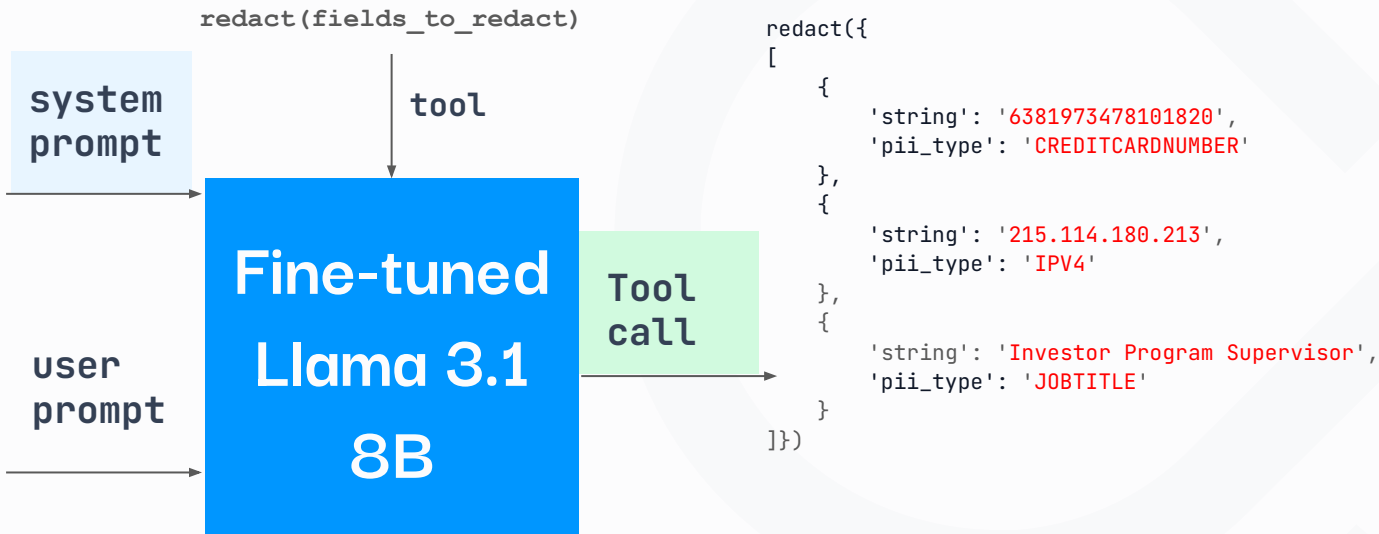 redact(fields_to_redact)
tool
system
prompt
user
prompt
Fine-tuned
Llama 3.1
8B
Tool
call
redact({
[
    {
        'string': '6381973478101820',
        'pii_type': 'CREDITCARDNUMBER'
    },
    {
        'string': '215.114.180.213',
        'pii_type': 'IPV4'
    },
    {
        'string': 'Investor Program Supervisor',
        'pii_type': 'JOBTITLE'
    }
]})